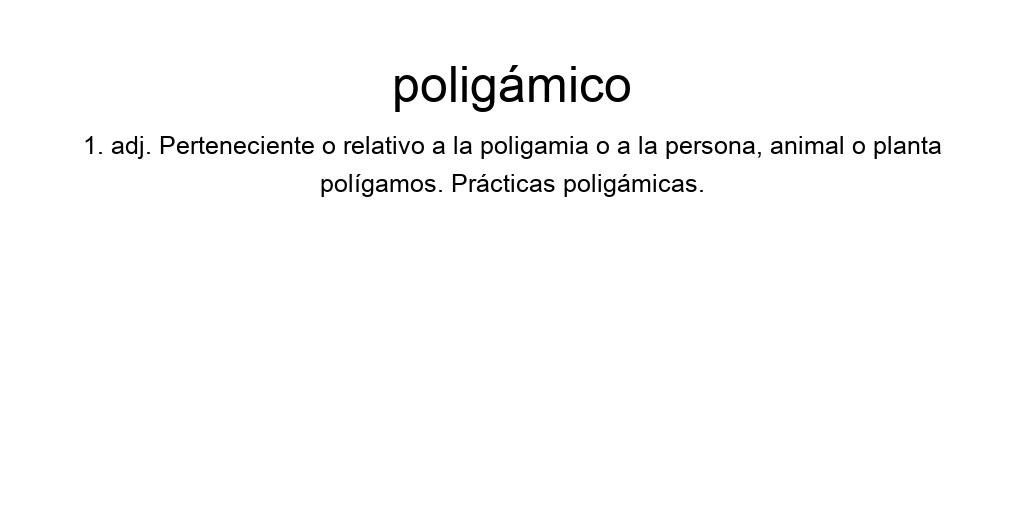 poligámico
1. adj. Perteneciente o relativo a la poligamia o a la persona, animal o planta
polígamos. Prácticas poligámicas.